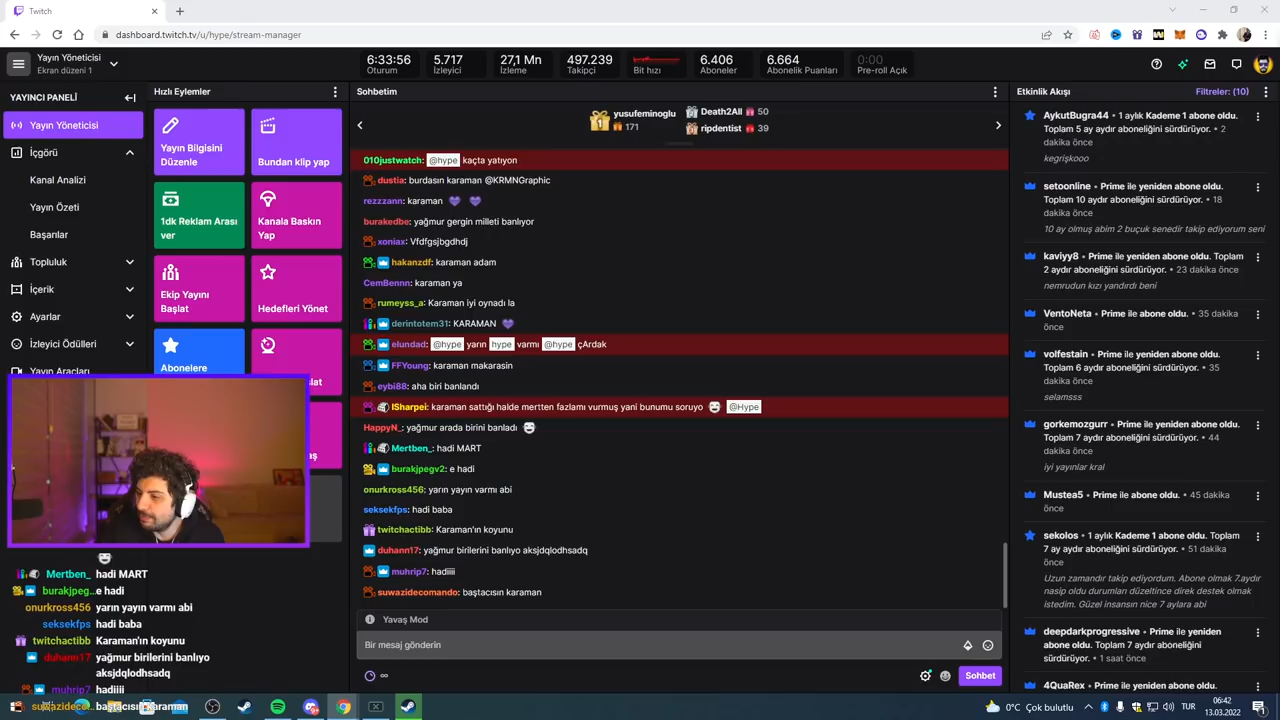 Twitch
dashboard.twitch.tv/u/hype/stream-manager
Yayın Yöneticisi
Ekran düzeni 1
6:33:56
Oturum
5.717
İzleyici
27,1 Mn
İzleme
497.239
Takipçi
Bit hızı
6.406
Aboneler
6.664
Abonelik Puanları
0:00
Pre-roll Açık
YAYINCI PANELİ
Yayın Yöneticisi
İçgörü
Kanal Analizi
Yayın Özeti
Başarılar
Topluluk
İçerik
Ayarlar
İzleyici Ödülleri
Yayın Araçları
Hızlı Eylemler
Yayın Bilgisini
Düzenle
Bundan klip yap
1dk Reklam Arası
ver
Kanala Baskın
Yap
Ekip Yayını
Başlat
Hedefleri Yönet
Abonelere
Sohbetim
yusufeminoglu
171
Death2All 50
ripdentist 39
010justwatch: @hype kaçta yatıyon
dustia: burdasın karaman @KRMNGraphic
rezzzann: karaman
burakedbe: yağmur gergin milleti banlıyor
xoniax: Vfdfgsjbgdhdj
hakanzdf: karaman adam
CemBennn: karaman ya
rumeyss_a: Karaman iyi oynadı la
derintotem31: KARAMAN
elundad: @hype yarın hype varmı @hype çArdak
FFYoung: karaman makarasin
eybi88: aha biri banlandı
ISharpei: karaman sattığı halde mertten fazlamı vurmuş yani bunumu soruyo @Hype
HappyN_: yağmur arada birini banladı
Mertben_: hadi MART
burakjpegv2: e hadi
onurkross456: yarın yayın varmı abi
seksekfps: hadi baba
twitchactibb: Karaman'ın koyunu
duhann17: yağmur birilerini banlıyo aksjdqlodhsadq
muhrip7: hadiiii
suwazidecomando: baştacısın karaman
Yavaş Mod
Bir mesaj gönderin
Sohbet
Etkinlik Akışı
Filtreler: (10)
AykutBugra44 • 1 aylık Kademe 1 abone oldu.
Toplam 5 ay aydır aboneliğini sürdürüyor. • 2
dakika önce
kegrişkooo
setoonline • Prime ile yeniden abone oldu.
Toplam 10 aydır aboneliğini sürdürüyor. • 18
dakika önce
10 ay olmuş abim 2 buçuk senedir takip ediyorum seni
kaviyy8 • Prime ile yeniden abone oldu. Toplam
2 aydır aboneliğini sürdürüyor. • 23 dakika önce
nemrudun kızı yandırdı beni
VentoNeta • Prime ile abone oldu. • 35 dakika
önce
volfestain • Prime ile yeniden abone oldu.
Toplam 6 aydır aboneliğini sürdürüyor. • 35
dakika önce
selamsss
gorkemozgurr • Prime ile yeniden abone oldu.
Toplam 7 aydır aboneliğini sürdürüyor. • 44
dakika önce
iyi yayınlar kral
Mustea5 • Prime ile abone oldu. • 45 dakika
önce
sekolos • 1 aylık Kademe 1 abone oldu. Toplam
7 ay aydır aboneliğini sürdürüyor. • 51 dakika
önce
Uzun zamandır takip ediyordum. Abone olmak 7.aydır
nasip oldu durumları düzeltince direk destek olmak
istedim. Güzel insansın nice 7 aylara abi
deepdarkprogressive • Prime ile yeniden
abone oldu. Toplam 7 aydır aboneliğini
sürdürüyor. • 1 saat önce
4QuaRex • Prime ile yeniden abone oldu.
Mertben_ hadi MART
burakjpeg... e hadi
onurkross456 yarın yayın varmı abi
seksekfps hadi baba
twitchactibb Karaman'ın koyunu
duhann17 yağmur birilerini banlıyo
aksjdqlodhsadq
muhrip7 hadiiii
baştacısın karaman
0°C Çok bulutlu
TUR
06:42
13.03.2022